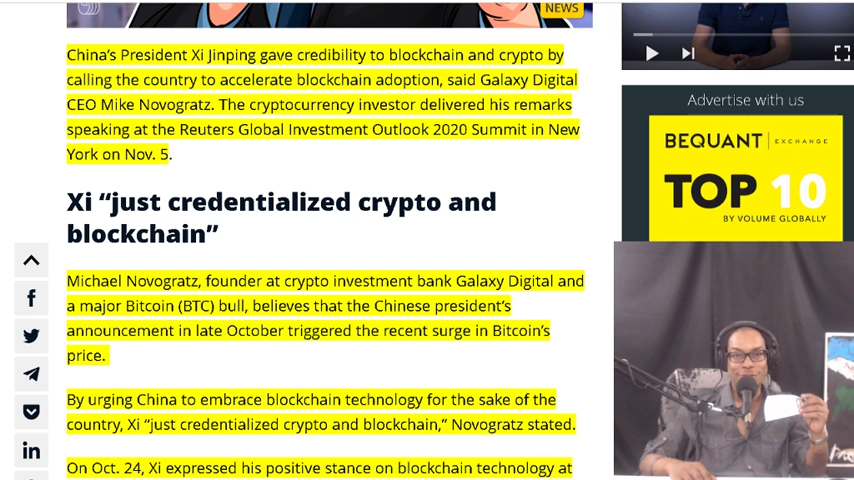 NEWS
China’s President Xi Jinping gave credibility to blockchain and crypto by
calling the country to accelerate blockchain adoption, said Galaxy Digital
CEO Mike Novogratz. The cryptocurrency investor delivered his remarks
speaking at the Reuters Global Investment Outlook 2020 Summit in New
York on Nov. 5.
Xi “just credentialized crypto and
blockchain”
Michael Novogratz, founder at crypto investment bank Galaxy Digital and
a major Bitcoin (BTC) bull, believes that the Chinese president’s
announcement in late October triggered the recent surge in Bitcoin’s
price.
By urging China to embrace blockchain technology for the sake of the
country, Xi “just credentialized crypto and blockchain,” Novogratz stated.
On Oct. 24, Xi expressed his positive stance on blockchain technology at
Advertise with us
BEQUANT | EXCHANGE
TOP 10
BY VOLUME GLOBALLY